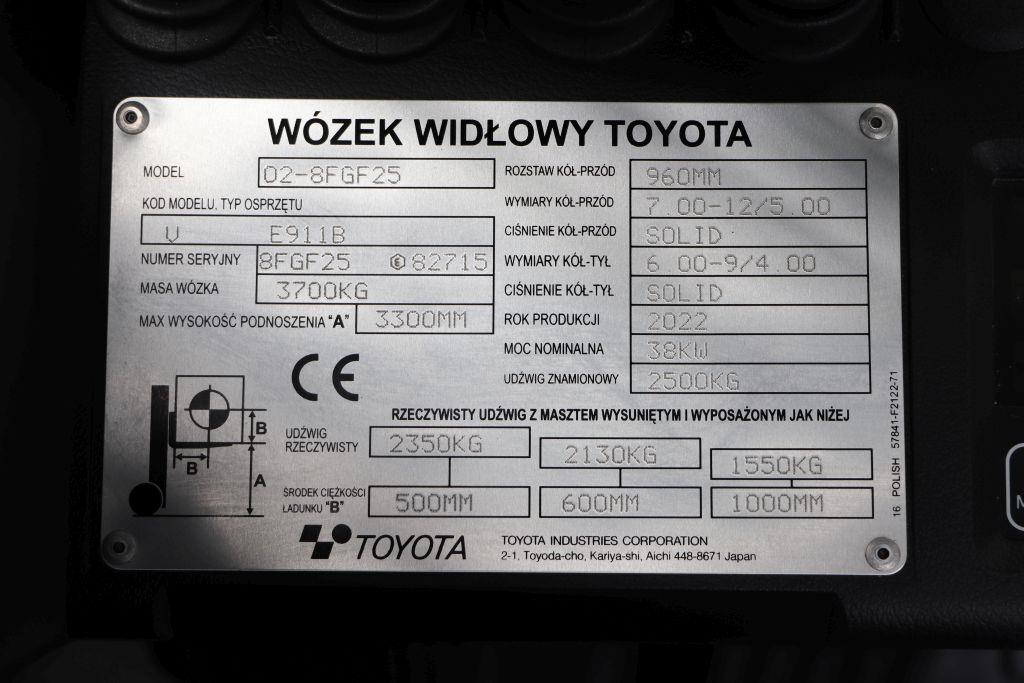 WÓZEK WIDŁOWY TOYOTA
MODEL 02-8FGF25
KOD MODELU, TYP OSPRZĘTU
V E911B
NUMER SERYJNY 8FGF25 E 82715
MASA WÓZKA 3700KG
MAX WYSOKOŚĆ PODNOSZENIA "A" 3300MM
ROZSTAW KÓŁ-PRZÓD 960MM
WYMIARY KÓŁ-PRZÓD 7.00-12/5.00
CIŚNIENIE KÓŁ-PRZÓD SOLID
WYMIARY KÓŁ-TYŁ 6.00-9/4.00
CIŚNIENIE KÓŁ-TYŁ SOLID
ROK PRODUKCJI 2022
MOC NOMINALNA 38KW
UDŹWIG ZNAMIONOWY 2500KG
CE
RZECZYWISTY UDŹWIG Z MASZTEM WYSUNIĘTYM I WYPOSAŻONYM JAK NIŻEJ
B
B
A
UDŹWIG
RZECZYWISTY 2350KG 2130KG 1550KG
ŚRODEK CIĘŻKOŚCI
ŁADUNKU "B" 500MM 600MM 1000MM
TOYOTA
TOYOTA INDUSTRIES CORPORATION
2-1, Toyoda-cho, Kariya-shi, Aichi 448-8671 Japan
16 POLISH 57841-F2122-71
M